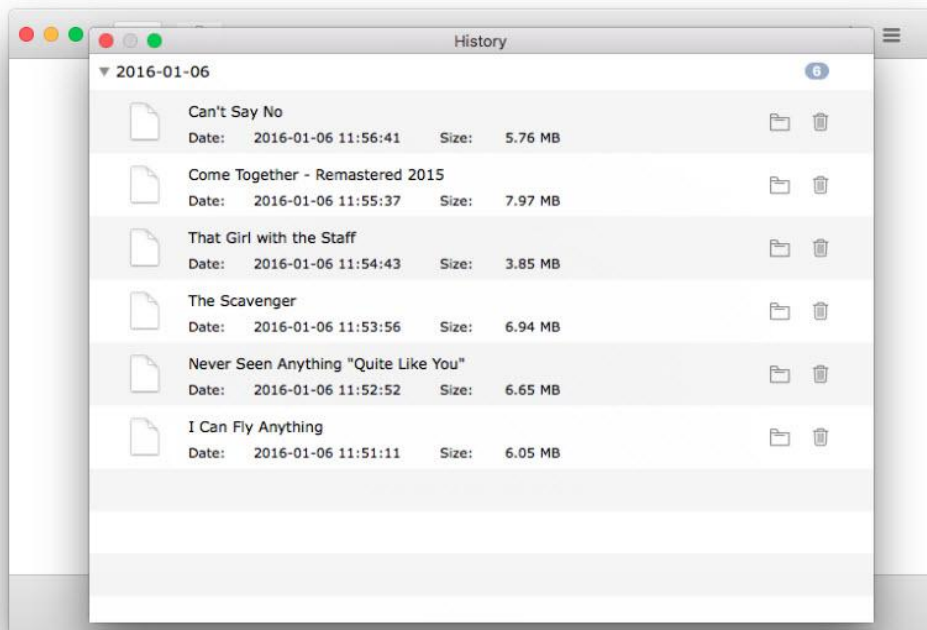 History
2016-01-06 6
Can't Say No
Date: 2016-01-06 11:56:41 Size: 5.76 MB
Come Together - Remastered 2015
Date: 2016-01-06 11:55:37 Size: 7.97 MB
That Girl with the Staff
Date: 2016-01-06 11:54:43 Size: 3.85 MB
The Scavenger
Date: 2016-01-06 11:53:56 Size: 6.94 MB
Never Seen Anything "Quite Like You"
Date: 2016-01-06 11:52:52 Size: 6.65 MB
I Can Fly Anything
Date: 2016-01-06 11:51:11 Size: 6.05 MB